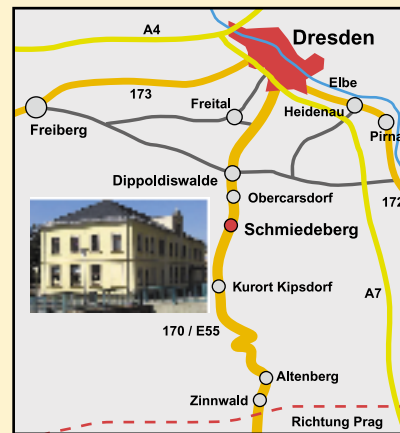 A4
Dresden
173
Elbe
Freital
Heidenau
Freiberg
Pirna
Dippoldiswalde
172
Obercarsdorf
Schmiedeberg
Kurort Kipsdorf
A7
170 / E55
Altenberg
Zinnwald
Richtung Prag